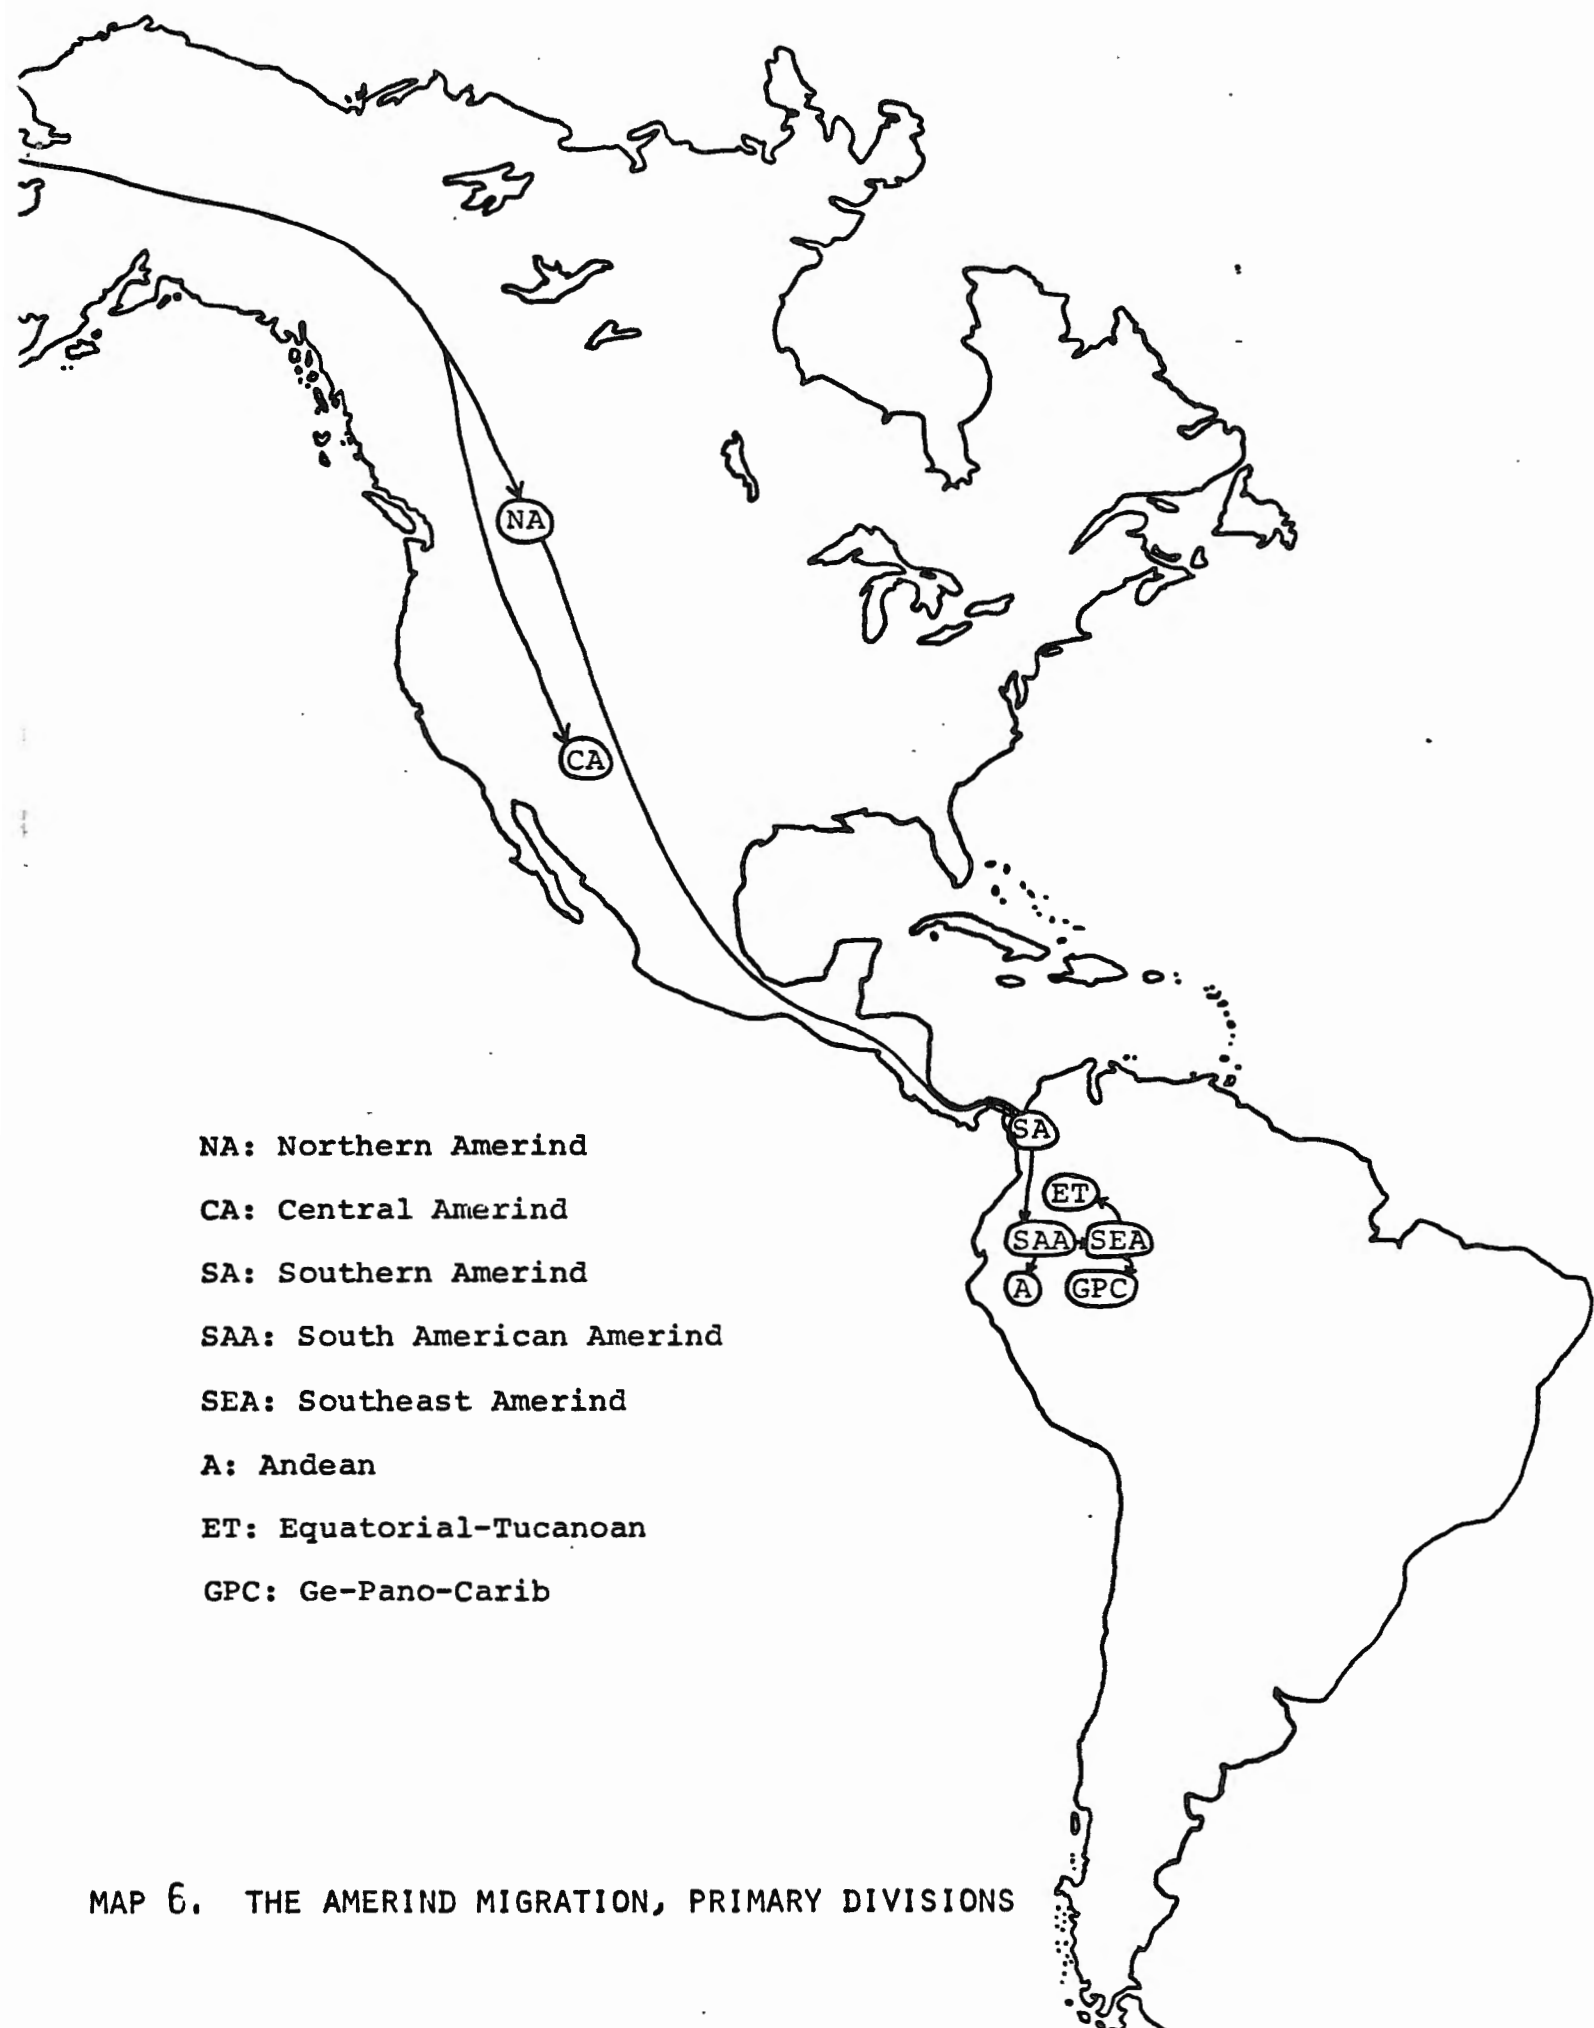 NA
CA
SA
ET
SAA
SEA
A
GPC
NA: Northern Amerind
CA: Central Amerind
SA: Southern Amerind
SAA: South American Amerind
SEA: Southeast Amerind
A: Andean
ET: Equatorial-Tucanoan
GPC: Ge-Pano-Carib
MAP 6. THE AMERIND MIGRATION, PRIMARY DIVISIONS